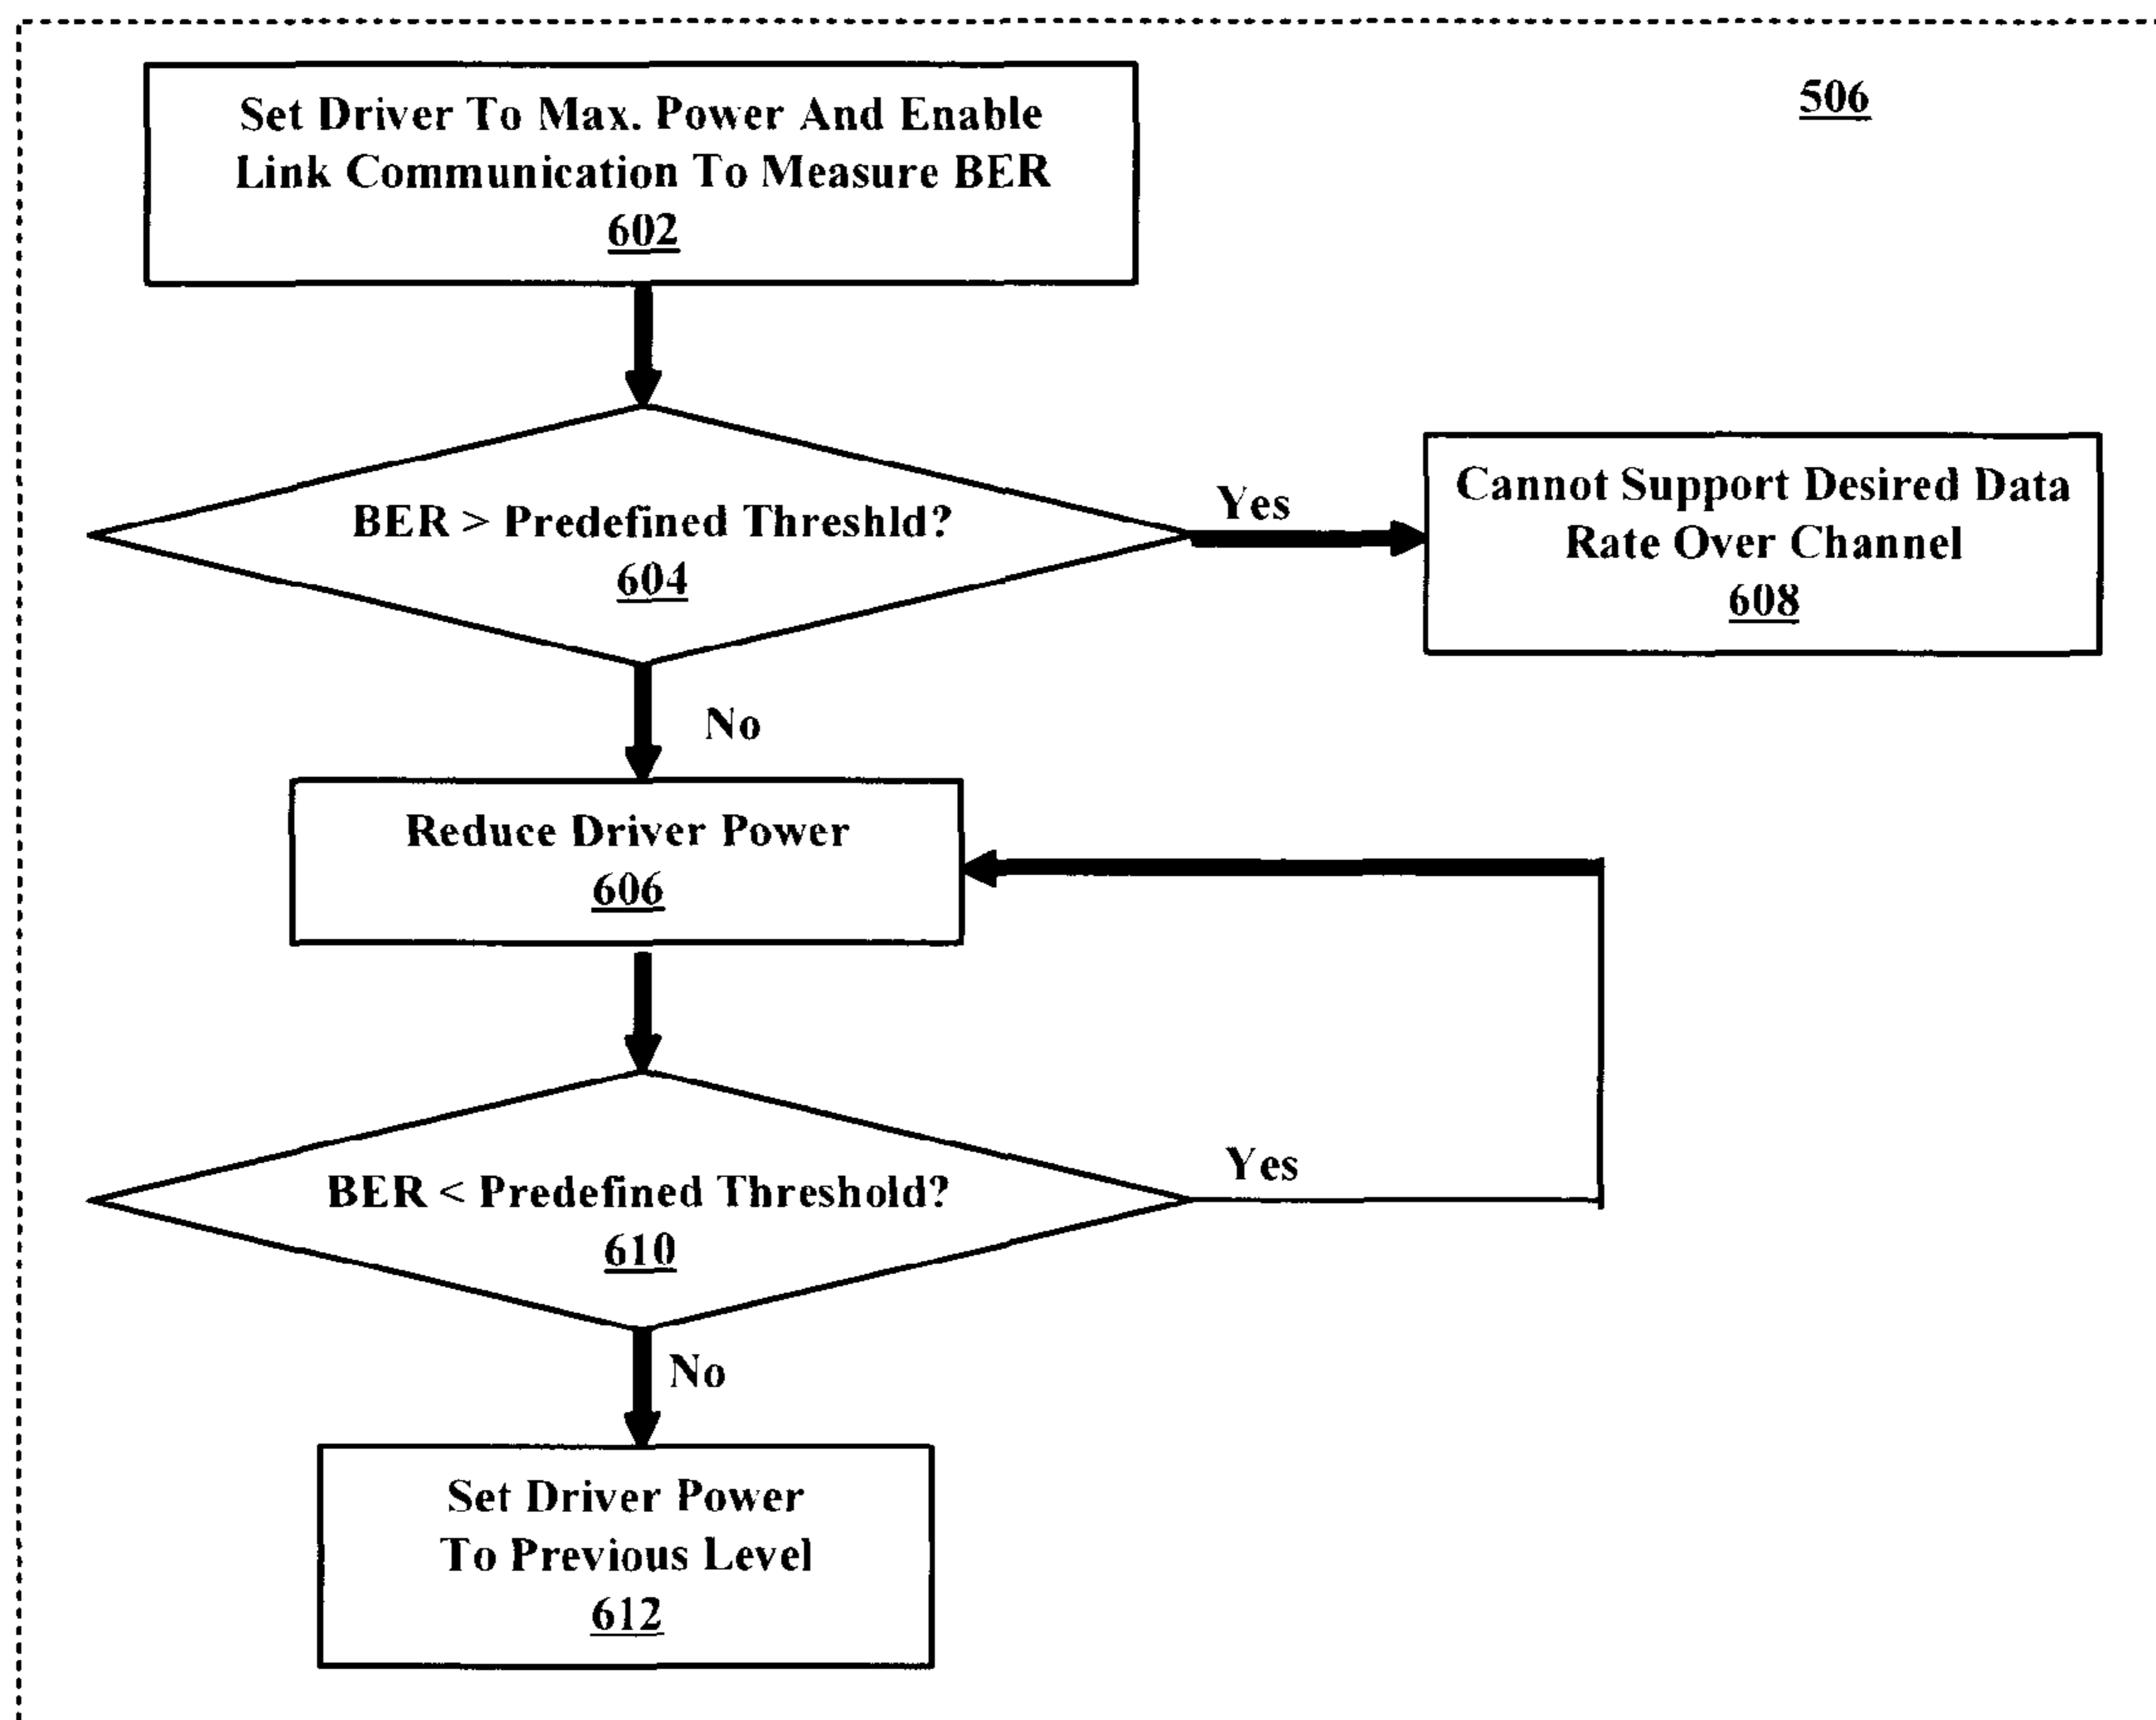 506
Set Driver To Max. Power And Enable
Link Communication To Measure BER
602
BER > Predefined Threshld?
604
Yes
Cannot Support Desired Data
Rate Over Channel
608
No
Reduce Driver Power
606
BER < Predefined Threshold?
610
Yes
No
Set Driver Power
To Previous Level
612